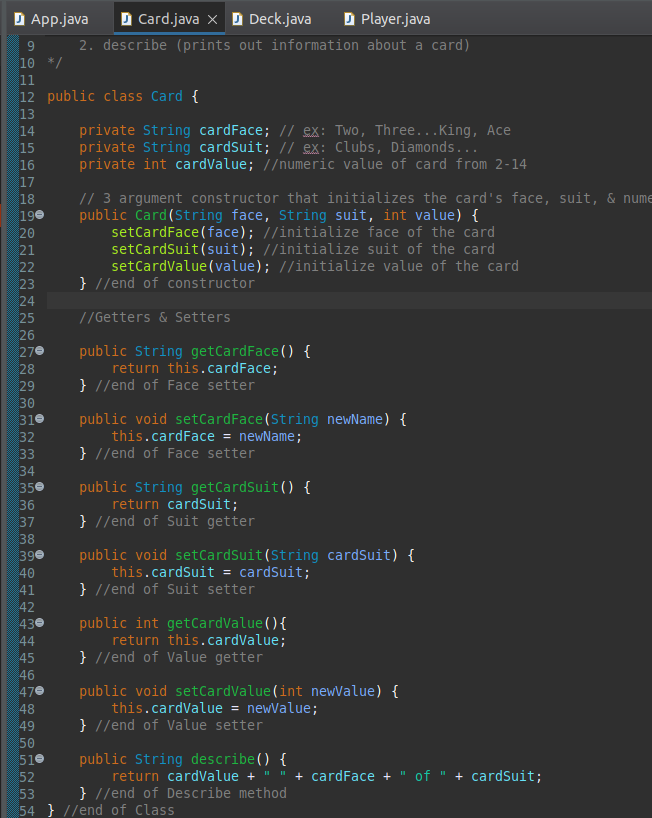 App.java Card.java Deck.java Player.java
9 2. describe (prints out information about a card)
10 */
11
12 public class Card {
13
14 private String cardFace; // ex: Two, Three...King, Ace
15 private String cardSuit; // ex: Clubs, Diamonds...
16 private int cardValue; //numeric value of card from 2-14
17
18 // 3 argument constructor that initializes the card's face, suit, & nume
19 public Card(String face, String suit, int value) {
20 setCardFace(face); //initialize face of the card
21 setCardSuit(suit); //initialize suit of the card
22 setCardValue(value); //initialize value of the card
23 } //end of constructor
24
25 //Getters & Setters
26
27 public String getCardFace() {
28 return this.cardFace;
29 } //end of Face setter
30
31 public void setCardFace(String newName) {
32 this.cardFace = newName;
33 } //end of Face setter
34
35 public String getCardSuit() {
36 return cardSuit;
37 } //end of Suit getter
38
39 public void setCardSuit(String cardSuit) {
40 this.cardSuit = cardSuit;
41 } //end of Suit setter
42
43 public int getCardValue(){
44 return this.cardValue;
45 } //end of Value getter
46
47 public void setCardValue(int newValue) {
48 this.cardValue = newValue;
49 } //end of Value setter
50
51 public String describe() {
52 return cardValue + " " + cardFace + " of " + cardSuit;
53 } //end of Describe method
54 } //end of Class